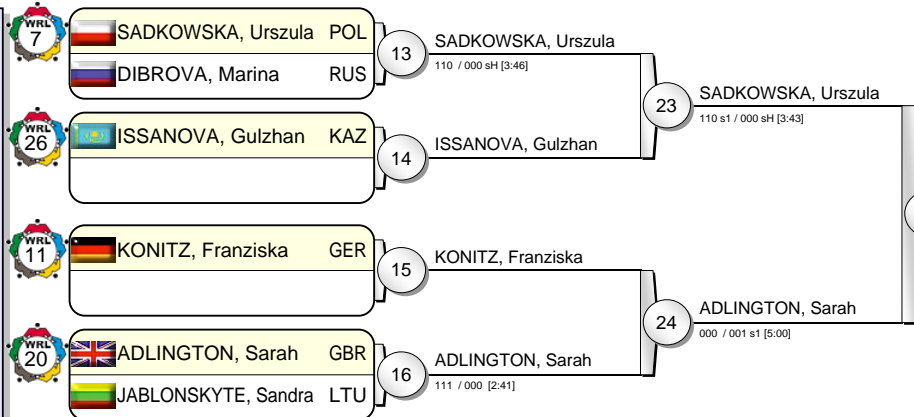 WRL
7
SADKOWSKA, Urszula POL
DIBROVA, Marina RUS
13
SADKOWSKA, Urszula
110 / 000 sH [3:46]
23
SADKOWSKA, Urszula
110 s1 / 000 sH [3:43]
WRL
26
ISSANOVA, Gulzhan KAZ
14
ISSANOVA, Gulzhan
WRL
11
KONITZ, Franziska GER
15
KONITZ, Franziska
24
ADLINGTON, Sarah
000 / 001 s1 [5:00]
WRL
20
ADLINGTON, Sarah GBR
JABLONSKYTE, Sandra LTU
16
ADLINGTON, Sarah
111 / 000 [2:41]